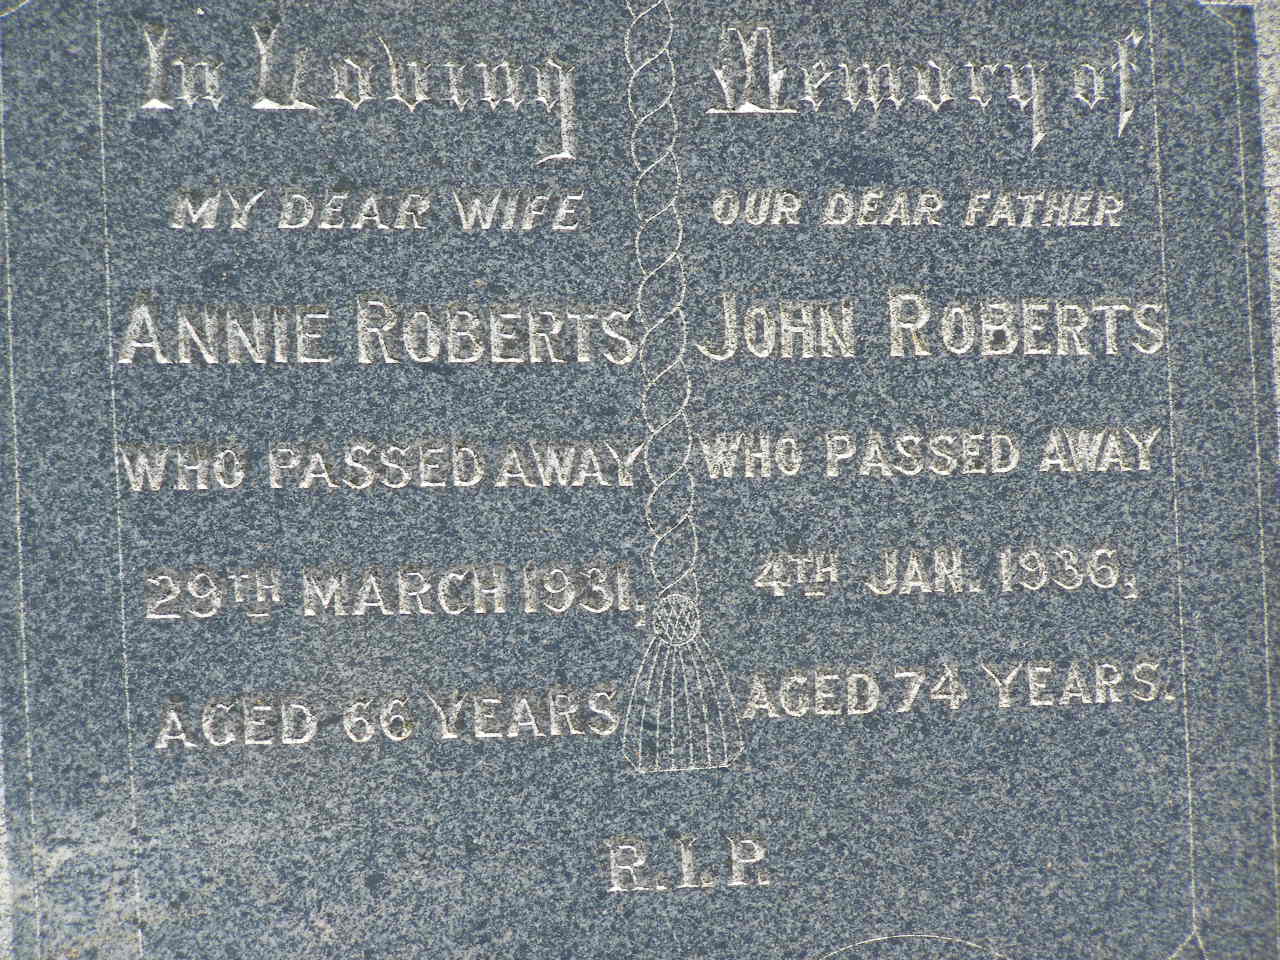 In Loving Memory of
MY DEAR WIFE
ANNIE ROBERTS
WHO PASSED AWAY
29TH MARCH 1931,
AGED 66 YEARS
OUR DEAR FATHER
JOHN ROBERTS
WHO PASSED AWAY
4TH JAN. 1936,
AGED 74 YEARS.
R.I.P.